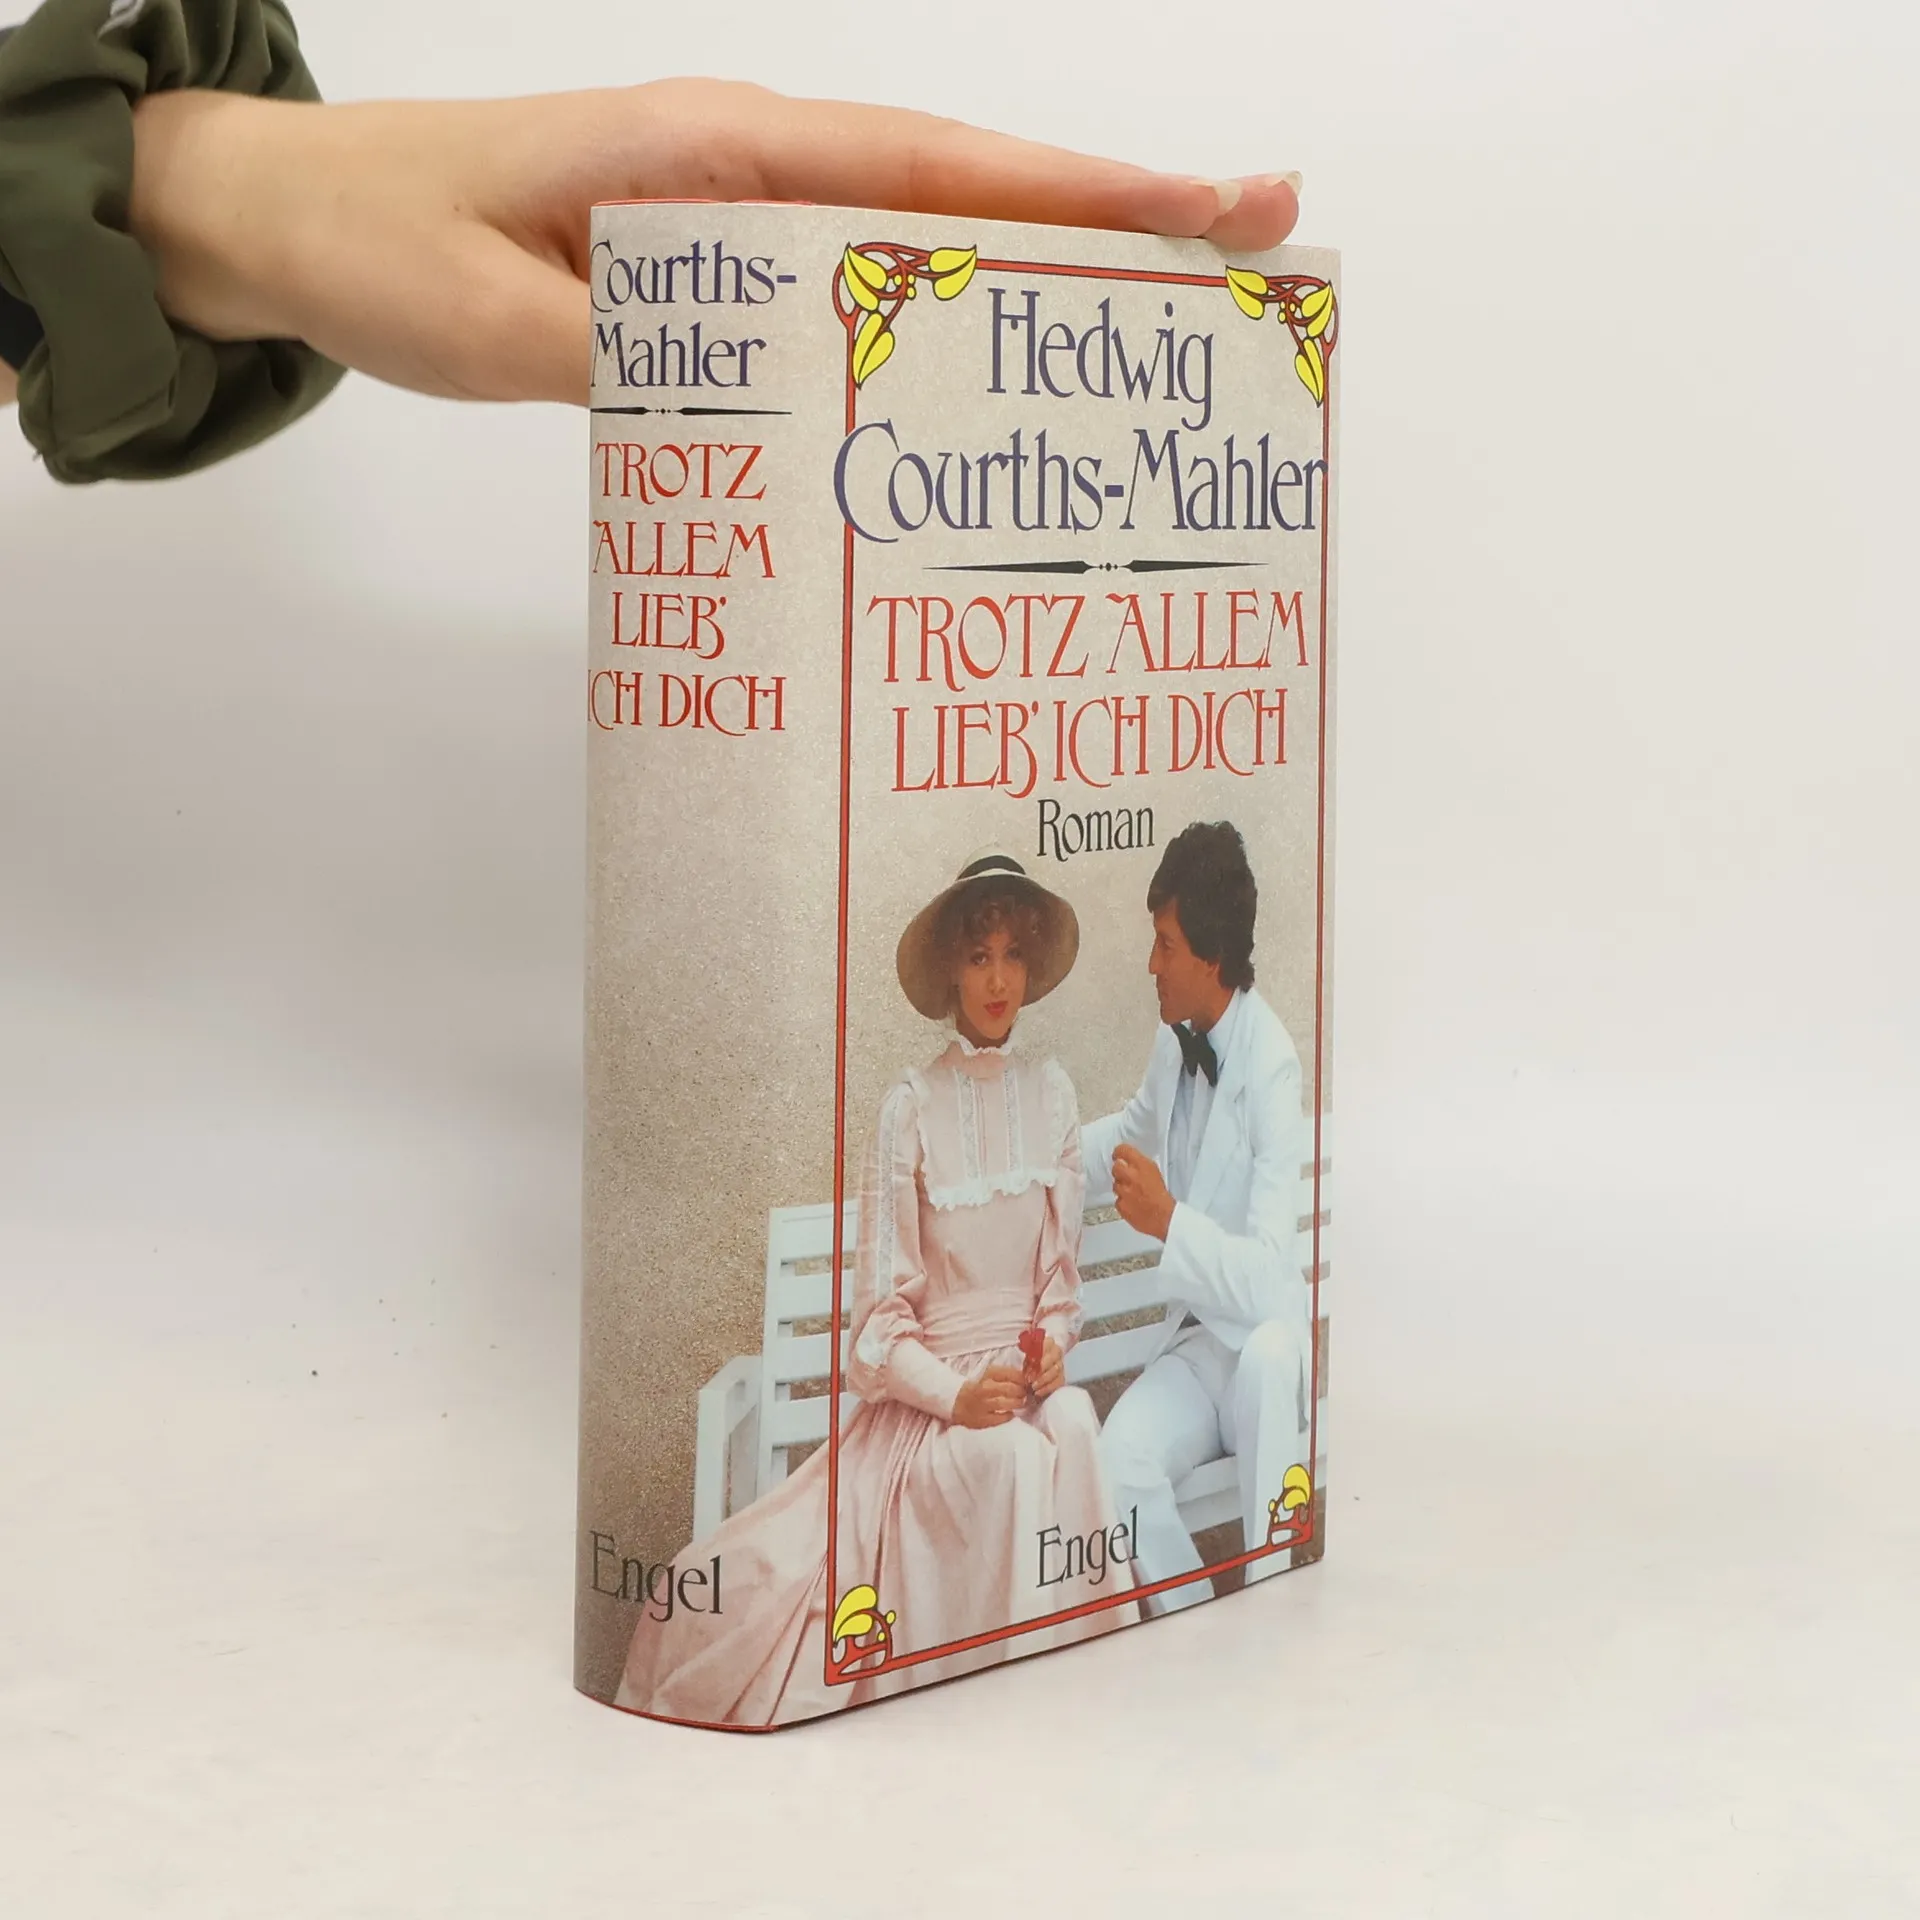 Courths-
Mahler
TROTZ
ALLEM
LIEB'
ICH DICH
Engel
Hedwig
Courths-Mahler
TROTZ ALLEM
LIEB' ICH DICH
Roman
Engel